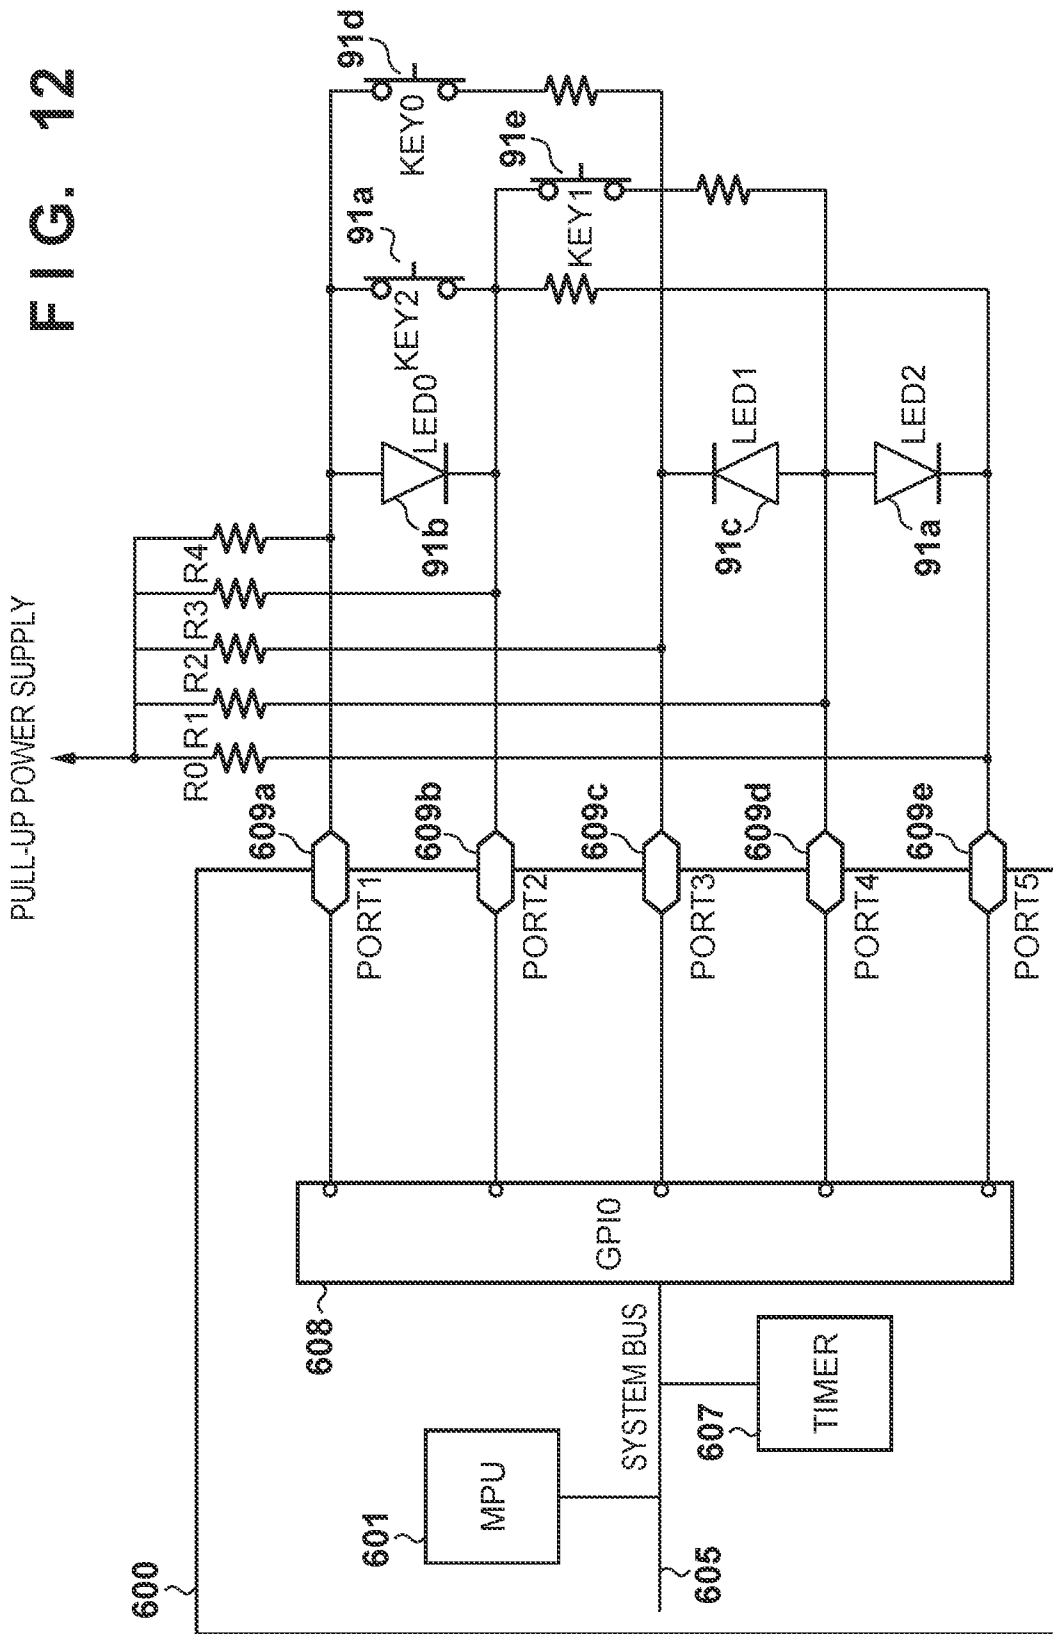 FIG. 12
PULL-UP POWER SUPPLY
600
601
MPU
605
SYSTEM BUS
607
TIMER
608
GPIO
609a
PORT1
609b
PORT2
609c
PORT3
609d
PORT4
609e
PORT5
R0
R1
R2
R3
R4
91b
LED0
91c
LED1
91a
LED2
91a
KEY2
91e
KEY1
91d
KEY0